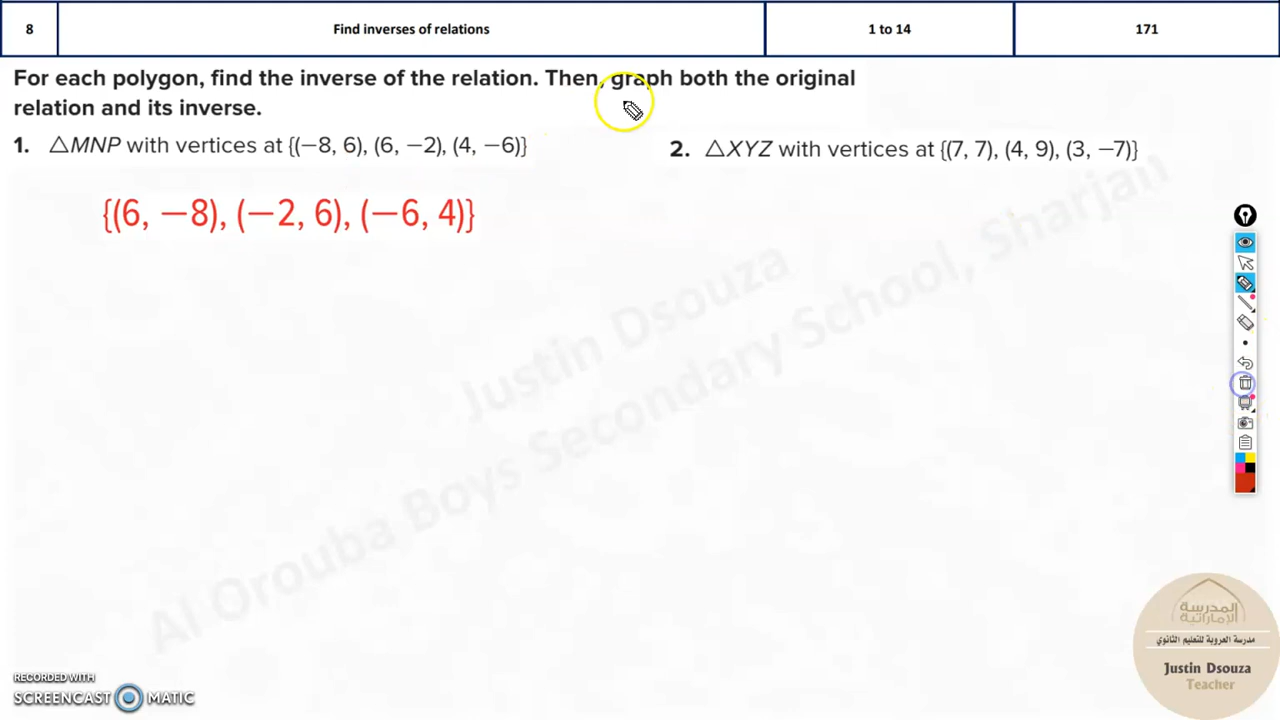 8
Find inverses of relations
1 to 14
171
For each polygon, find the inverse of the relation. Then, graph both the original
relation and its inverse.
1. △MNP with vertices at {(−8, 6), (6, −2), (4, −6)}
2. △XYZ with vertices at {(7, 7), (4, 9), (3, −7)}
{(6, −8), (−2, 6), (−6, 4)}
Justin Dsouza
Al Orouba Boys Secondary School, Sharjah
المدرسة
الإماراتية
مدرسة العروبة للتعليم الثانوي
Justin Dsouza
Teacher
RECORDED WITH
SCREENCAST MATIC